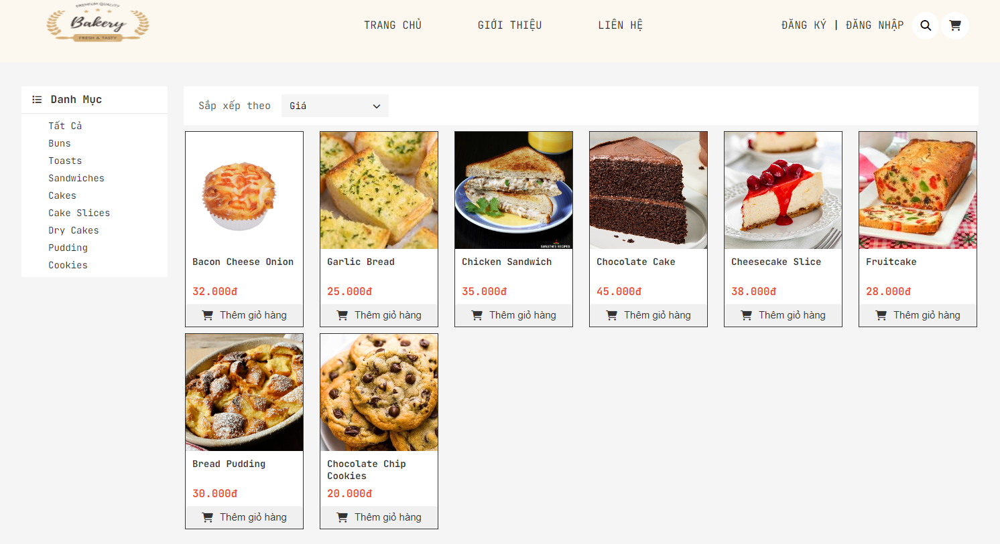 PREMIUM QUALITY
Bakery
FRESH & TASTY
TRANG CHỦ
GIỚI THIỆU
LIÊN HỆ
ĐĂNG KÝ | ĐĂNG NHẬP
Danh Mục
Tất Cả
Buns
Toasts
Sandwiches
Cakes
Cake Slices
Dry Cakes
Pudding
Cookies
Sắp xếp theo
Giá
SWASTHI'S RECIPES
Bacon Cheese Onion
32.000đ
Thêm giỏ hàng
Garlic Bread
25.000đ
Thêm giỏ hàng
Chicken Sandwich
35.000đ
Thêm giỏ hàng
Chocolate Cake
45.000đ
Thêm giỏ hàng
Cheesecake Slice
38.000đ
Thêm giỏ hàng
Fruitcake
28.000đ
Thêm giỏ hàng
Bread Pudding
30.000đ
Thêm giỏ hàng
Chocolate Chip
Cookies
20.000đ
Thêm giỏ hàng